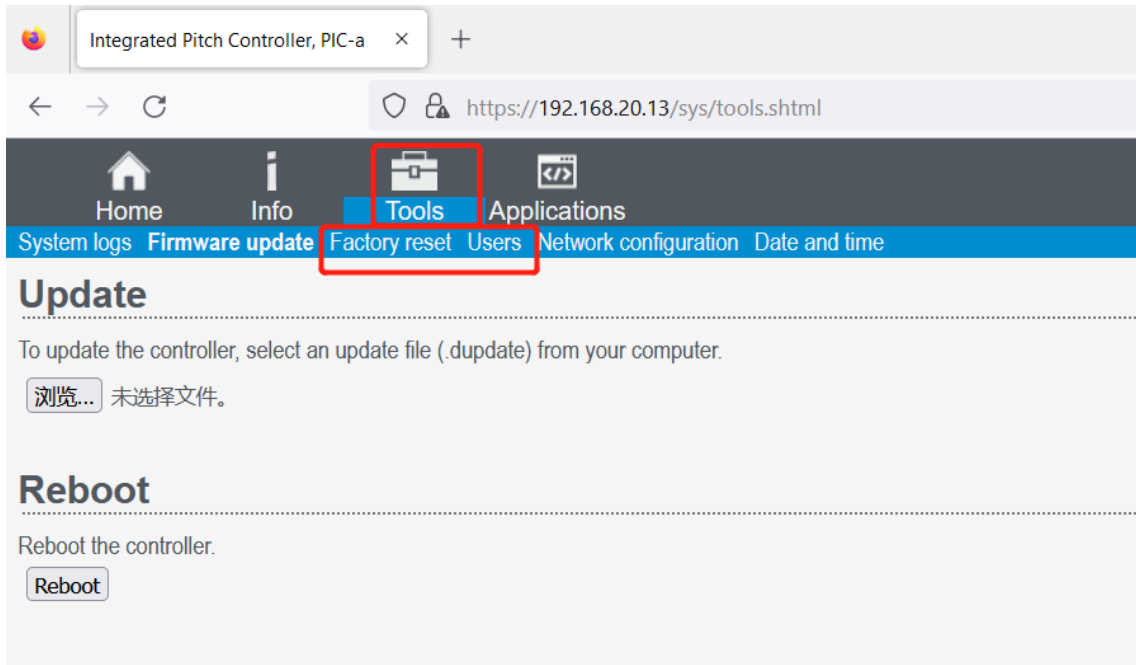 Integrated Pitch Controller, PIC-a
https://192.168.20.13/sys/tools.shtml
Home Info Tools Applications
System logs Firmware update Factory reset Users Network configuration Date and time
Update
To update the controller, select an update file (.dupdate) from your computer.
浏览... 未选择文件。
Reboot
Reboot the controller.
Reboot